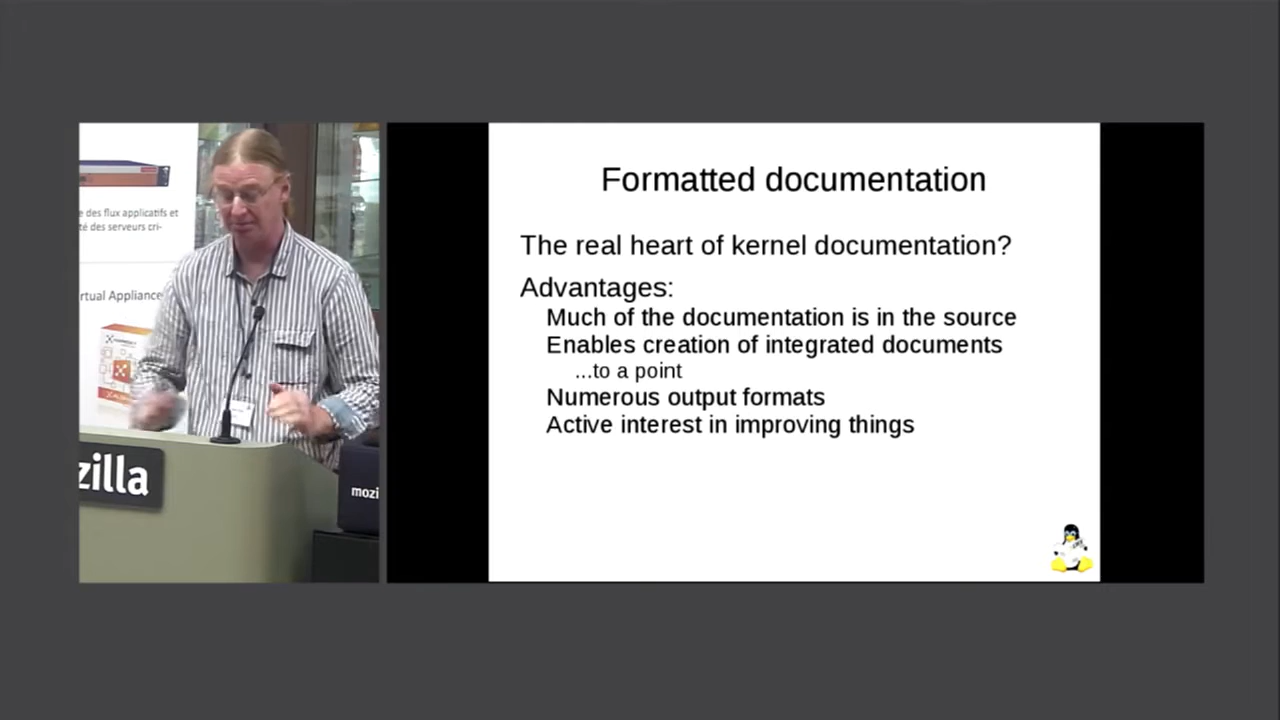 e des flux applicatifs et
té des serveurs cri-
rtual Appliance
zilla
mozi
Formatted documentation
The real heart of kernel documentation?
Advantages:
Much of the documentation is in the source
Enables creation of integrated documents
...to a point
Numerous output formats
Active interest in improving things